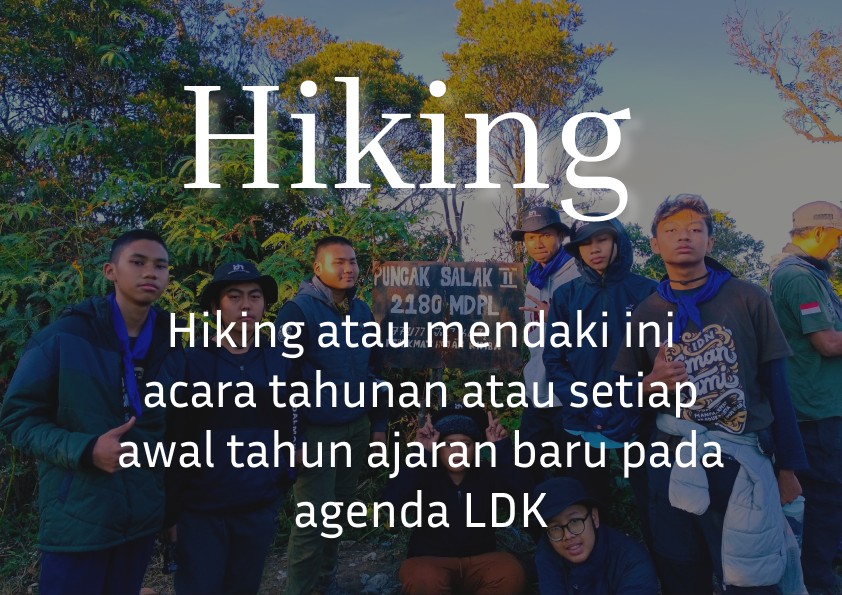 Hiking
PUNCAK SALAK II
2180 MDPL
Hiking atau mendaki ini
acara tahunan atau setiap
awal tahun ajaran baru pada
agenda LDK
IDN